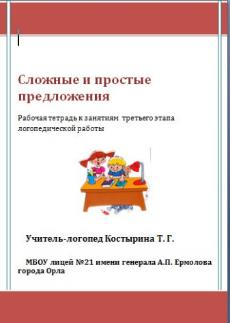 Сложные и простые
предложения
Рабочая тетрадь к занятиям третьего этапа
логопедической работы
Учитель-логопед Костырина Т. Г.
МБОУ лицей №21 имени генерала А.П. Ермолова
города Орла